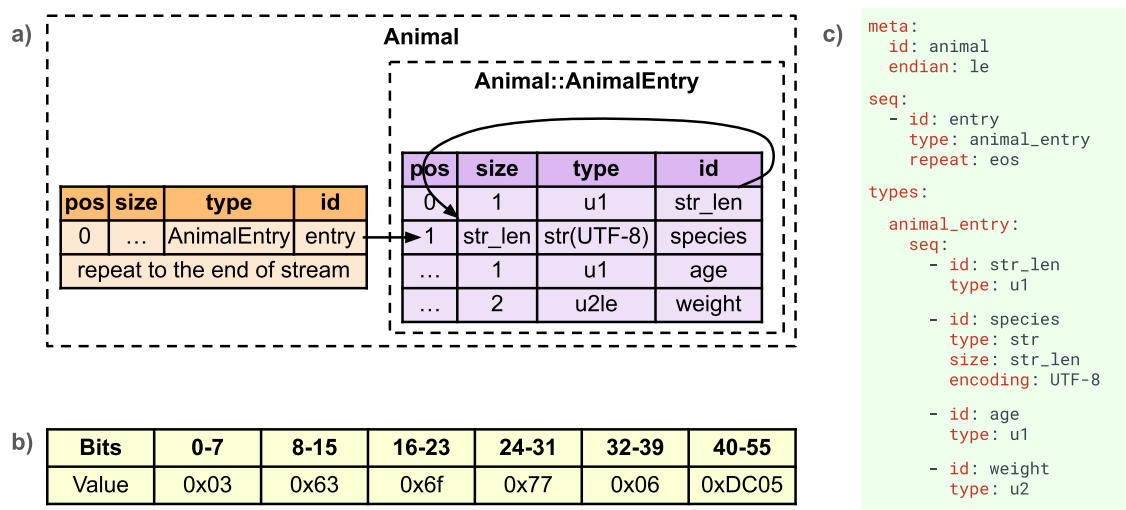 a)
Animal
Animal::AnimalEntry
pos size type id
0 … AnimalEntry entry
repeat to the end of stream
pos size type id
0 1 u1 str_len
1 str_len str(UTF-8) species
… 1 u1 age
… 2 u2le weight
b)
Bits 0-7 8-15 16-23 24-31 32-39 40-55
Value 0x03 0x63 0x6f 0x77 0x06 0xDC05
c)
meta:
id: animal
endian: le
seq:
- id: entry
type: animal_entry
repeat: eos
types:
animal_entry:
seq:
- id: str_len
type: u1
- id: species
type: str
size: str_len
encoding: UTF-8
- id: age
type: u1
- id: weight
type: u2